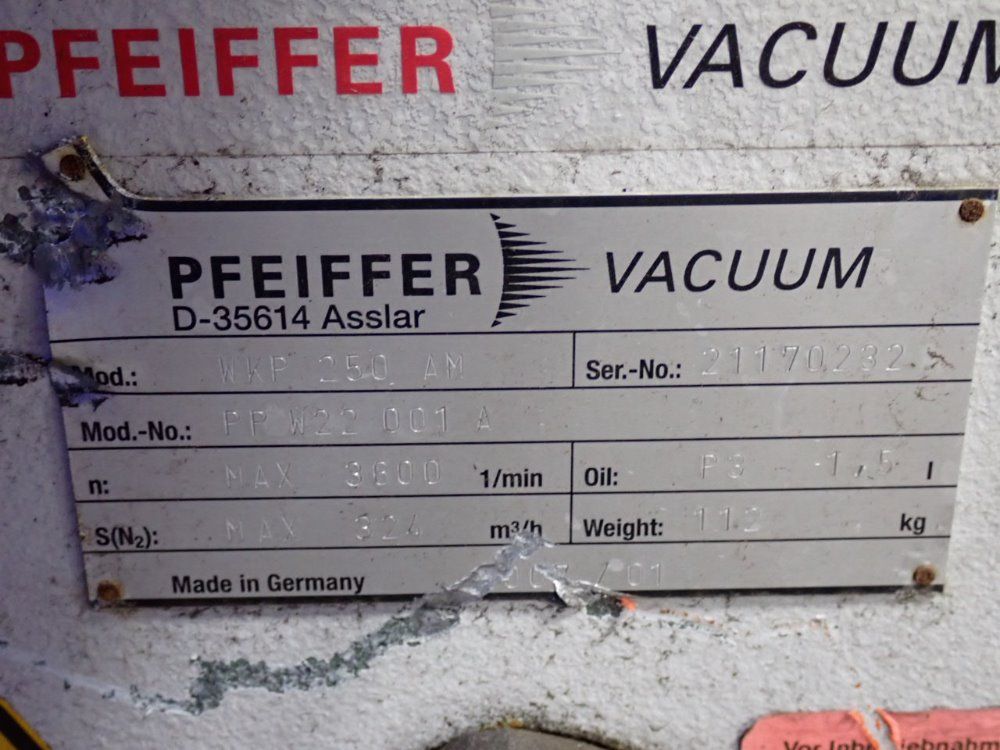 PFEIFFER VACUUM
PFEIFFER VACUUM
D-35614 Asslar
Mod.: WKP 250 AM Ser.-No.: 21170232
Mod.-No.: PP W22 001 A
n: MAX 3600 1/min Oil: P3 1,5 l
S(N₂): MAX 324 m³/h Weight: 112 kg
Made in Germany / 01